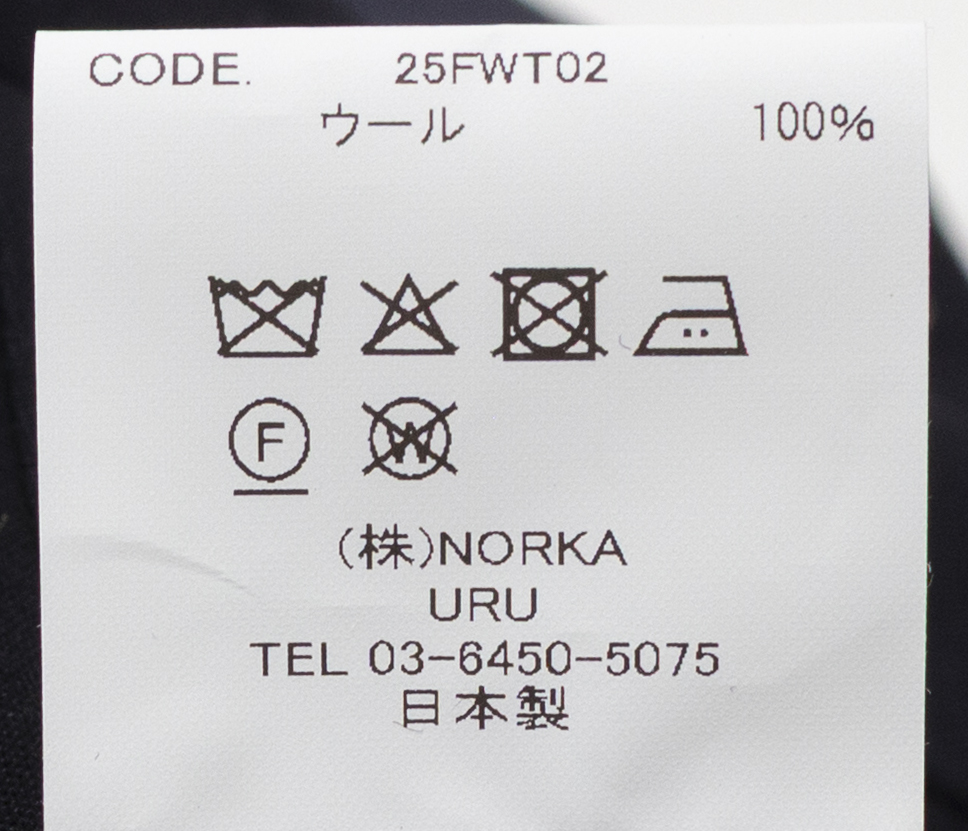 CODE. 25FWT02
ウール 100%
F W
(株)NORKA
URU
TEL 03-6450-5075
日本製